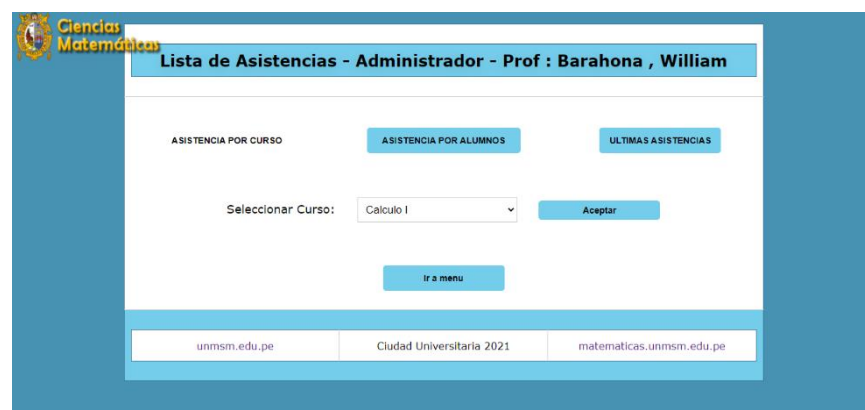 Ciencias
Matemáticas
Lista de Asistencias - Administrador - Prof : Barahona , William
ASISTENCIA POR CURSO
ASISTENCIA POR ALUMNOS
ULTIMAS ASISTENCIAS
Seleccionar Curso:
Calculo I
Aceptar
Ir a menu
unmsm.edu.pe
Ciudad Universitaria 2021
matematicas.unmsm.edu.pe